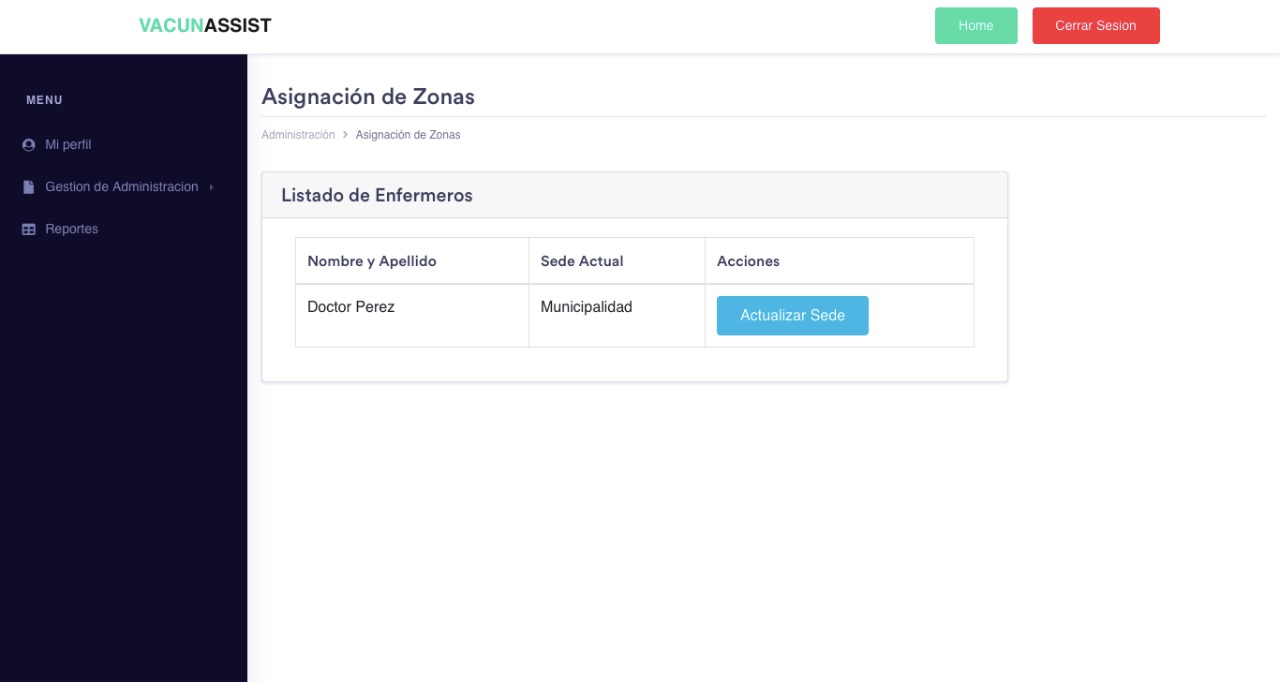 VACUNASSIST
Home
Cerrar Sesion
MENU
Mi perfil
Gestion de Administracion
Reportes
Asignación de Zonas
Administración > Asignación de Zonas
Listado de Enfermeros
Nombre y Apellido Sede Actual Acciones
Doctor Perez Municipalidad Actualizar Sede